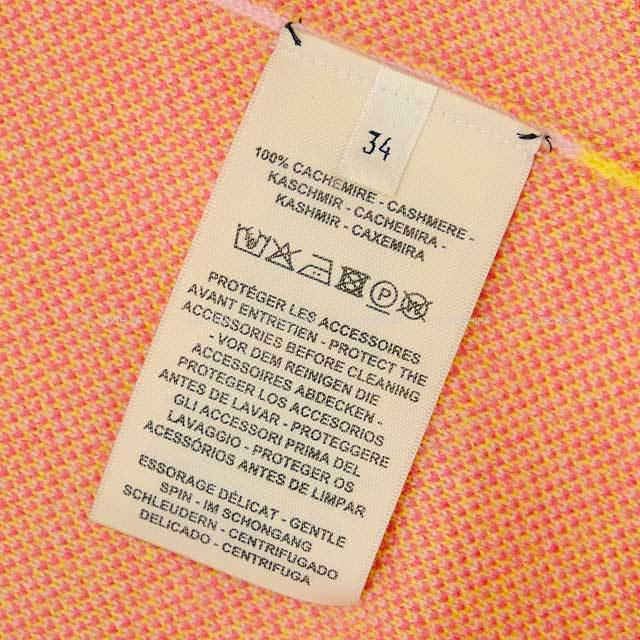 34
100% CACHEMIRE - CASHMERE -
KASCHMIR - CACHEMIRA -
KASHMIR - CAXEMIRA
P
PROTÉGER LES ACCESSOIRES
AVANT ENTRETIEN - PROTECT THE
ACCESSORIES BEFORE CLEANING
- VOR DEM REINIGEN DIE
ACCESSOIRES ABDECKEN -
PROTEGER LOS ACCESORIOS
ANTES DE LAVAR - PROTEGGERE
GLI ACCESSORI PRIMA DEL
LAVAGGIO - PROTEGER OS
ACESSÓRIOS ANTES DE LIMPAR
ESSORAGE DÉLICAT - GENTLE
SPIN - IM SCHONGANG
SCHLEUDERN - CENTRIFUGADO
DELICADO - CENTRIFUGA